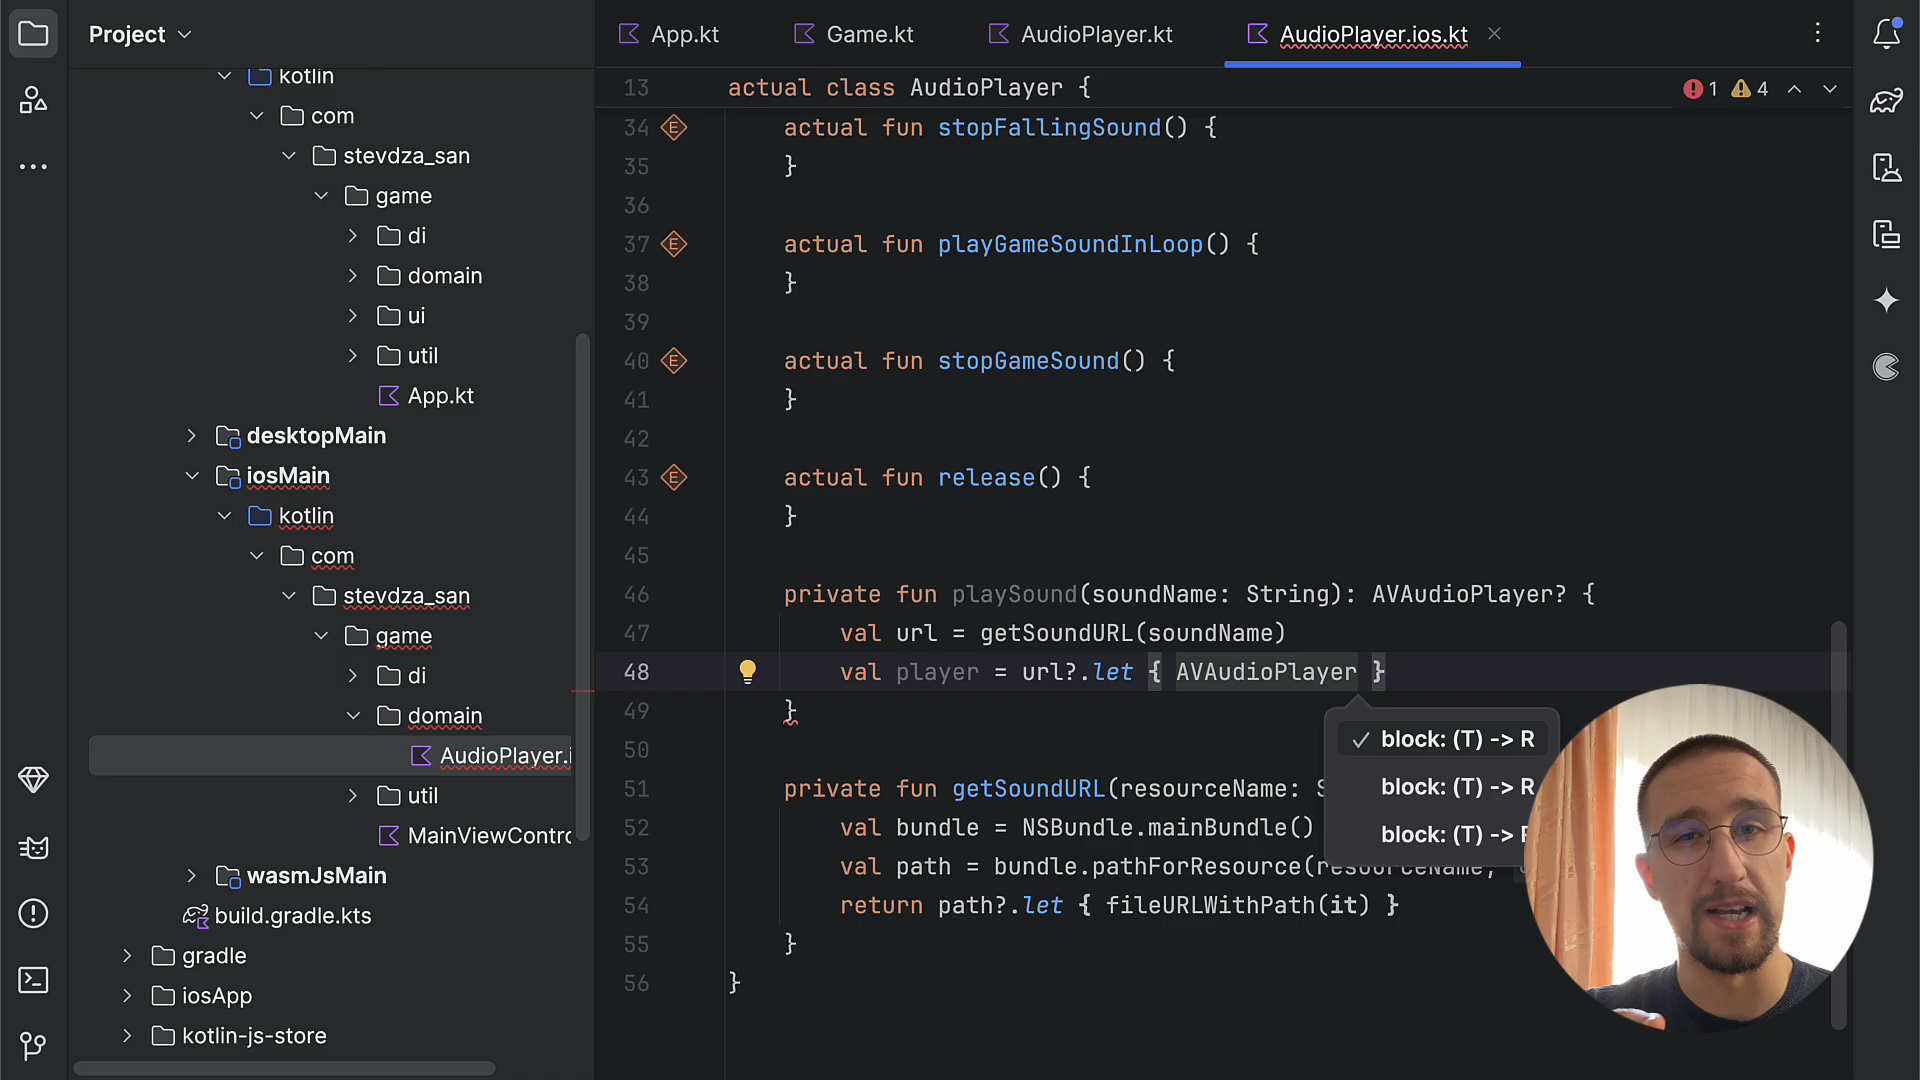 Project
App.kt
Game.kt
AudioPlayer.kt
AudioPlayer.ios.kt
kotlin
com
stevdza_san
game
di
domain
ui
util
App.kt
desktopMain
iosMain
kotlin
com
stevdza_san
game
di
domain
AudioPlayer.i
util
MainViewContro
wasmJsMain
build.gradle.kts
gradle
iosApp
kotlin-js-store
13 actual class AudioPlayer {
1 4
34 E actual fun stopFallingSound() {
35 }
36
37 E actual fun playGameSoundInLoop() {
38 }
39
40 E actual fun stopGameSound() {
41 }
42
43 E actual fun release() {
44 }
45
46 private fun playSound(soundName: String): AVAudioPlayer? {
47 val url = getSoundURL(soundName)
48 val player = url?.let { AVAudioPlayer }
49 }
50
51 private fun getSoundURL(resourceName: S
52 val bundle = NSBundle.mainBundle()
53 val path = bundle.pathForResource(resourceName,
54 return path?.let { fileURLWithPath(it) }
55 }
56 }
block: (T) -> R
block: (T) -> R
block: (T) -> R